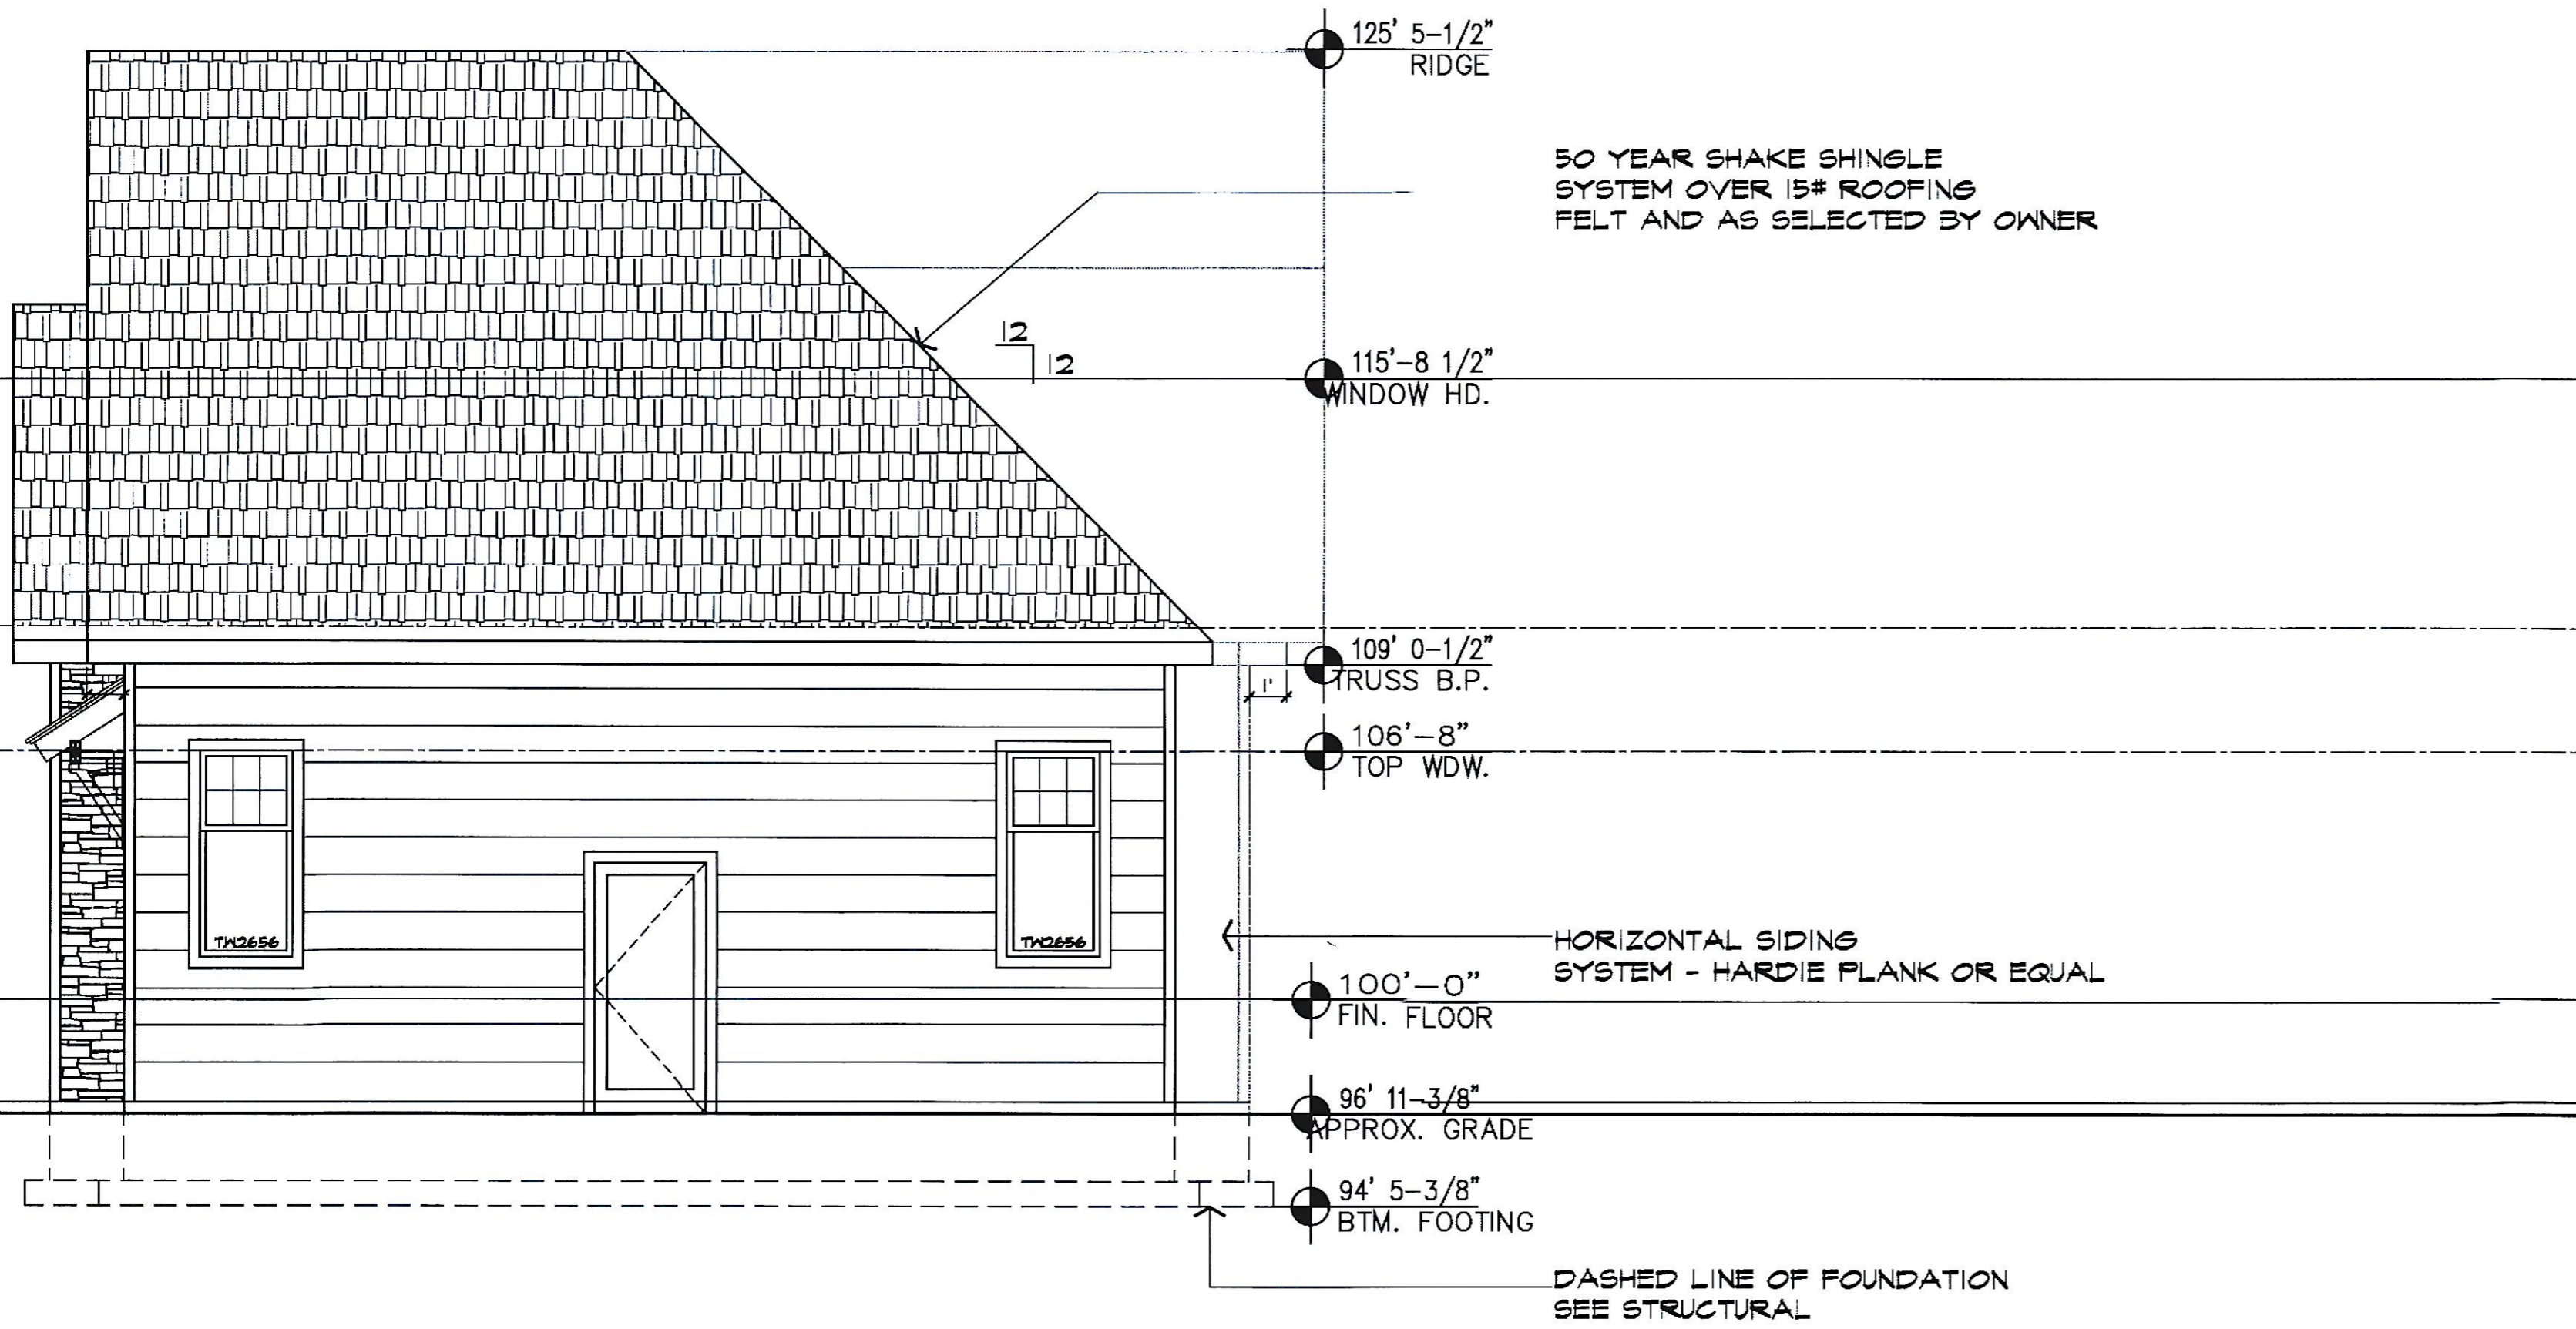 125' 5-1/2"
RIDGE
50 YEAR SHAKE SHINGLE
SYSTEM OVER 15# ROOFING
FELT AND AS SELECTED BY OWNER
12
12
115'-8 1/2"
WINDOW HD.
109' 0-1/2"
TRUSS B.P.
1'
106'-8"
TOP WDW.
TW2656
TW2656
HORIZONTAL SIDING
SYSTEM - HARDIE PLANK OR EQUAL
100'-0"
FIN. FLOOR
96' 11-3/8"
APPROX. GRADE
94' 5-3/8"
BTM. FOOTING
DASHED LINE OF FOUNDATION
SEE STRUCTURAL